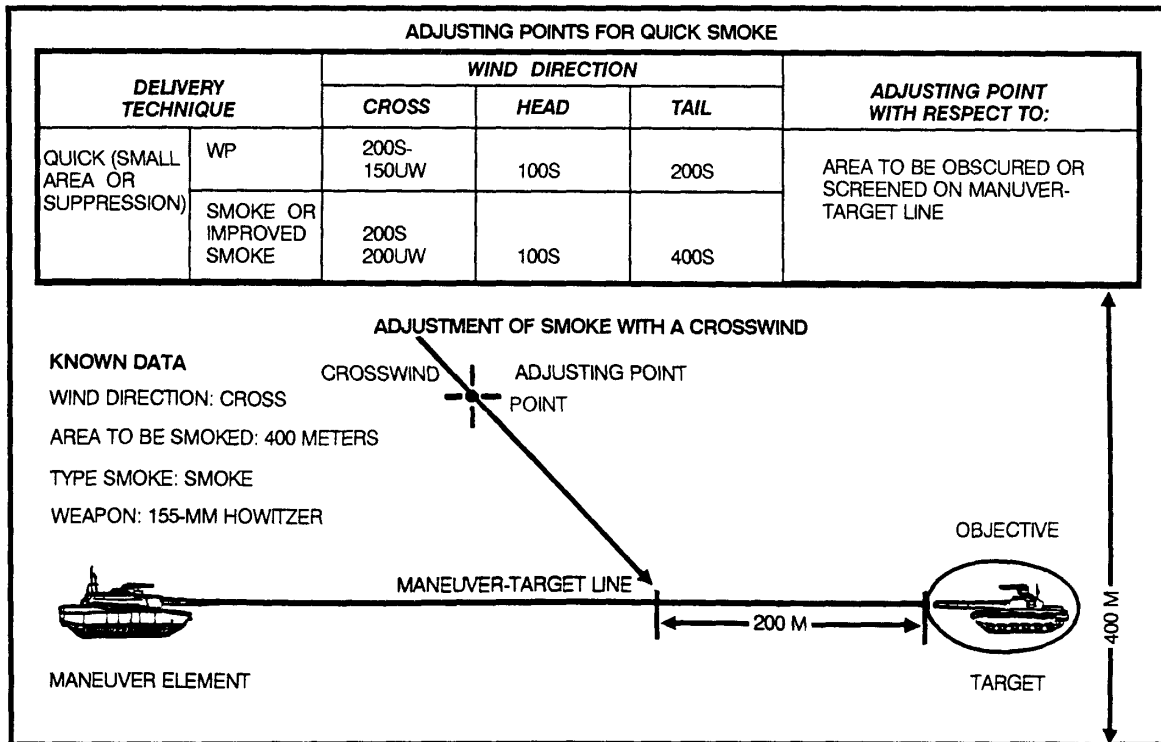 ADJUSTING POINTS FOR QUICK SMOKE
DELIVERY
TECHNIQUE
WIND DIRECTION
CROSS
HEAD
TAIL
ADJUSTING POINT
WITH RESPECT TO:
QUICK (SMALL
AREA OR
SUPPRESSION)
WP
200S-
150UW
100S
200S
AREA TO BE OBSCURED OR
SCREENED ON MANUVER-
TARGET LINE
SMOKE OR
IMPROVED
SMOKE
200S
200UW
100S
400S
ADJUSTMENT OF SMOKE WITH A CROSSWIND
KNOWN DATA
WIND DIRECTION: CROSS
AREA TO BE SMOKED: 400 METERS
TYPE SMOKE: SMOKE
WEAPON: 155-MM HOWITZER
CROSSWIND
ADJUSTING POINT
POINT
OBJECTIVE
MANEUVER-TARGET LINE
200 M
400 M
MANEUVER ELEMENT
TARGET